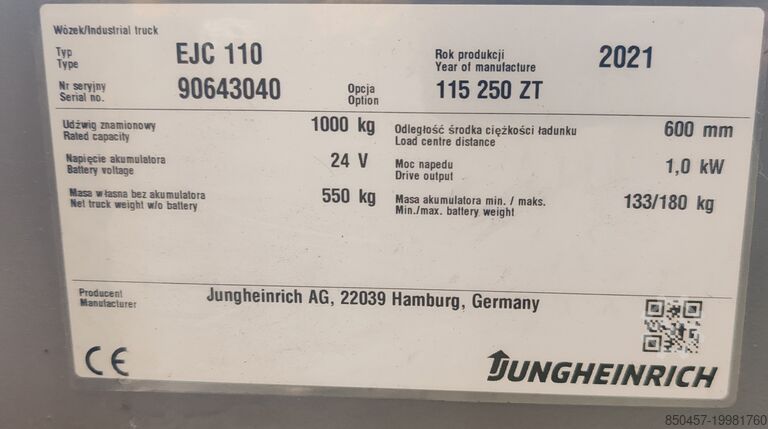 Wózek/Industrial truck
Typ
Type
EJC 110
Rok produkcji
Year of manufacture
2021
Nr seryjny
Serial no.
90643040
Opcja
Option
115 250 ZT
Udźwig znamionowy
Rated capacity
1000 kg
Odległość środka ciężkości ładunku
Load centre distance
600 mm
Napięcie akumulatora
Battery voltage
24 V
Moc napędu
Drive output
1,0 kW
Masa własna bez akumulatora
Net truck weight w/o battery
550 kg
Masa akumulatora min. / maks.
Min./max. battery weight
133/180 kg
Producent
Manufacturer
Jungheinrich AG, 22039 Hamburg, Germany
CE
JUNGHEINRICH
850457-19981760